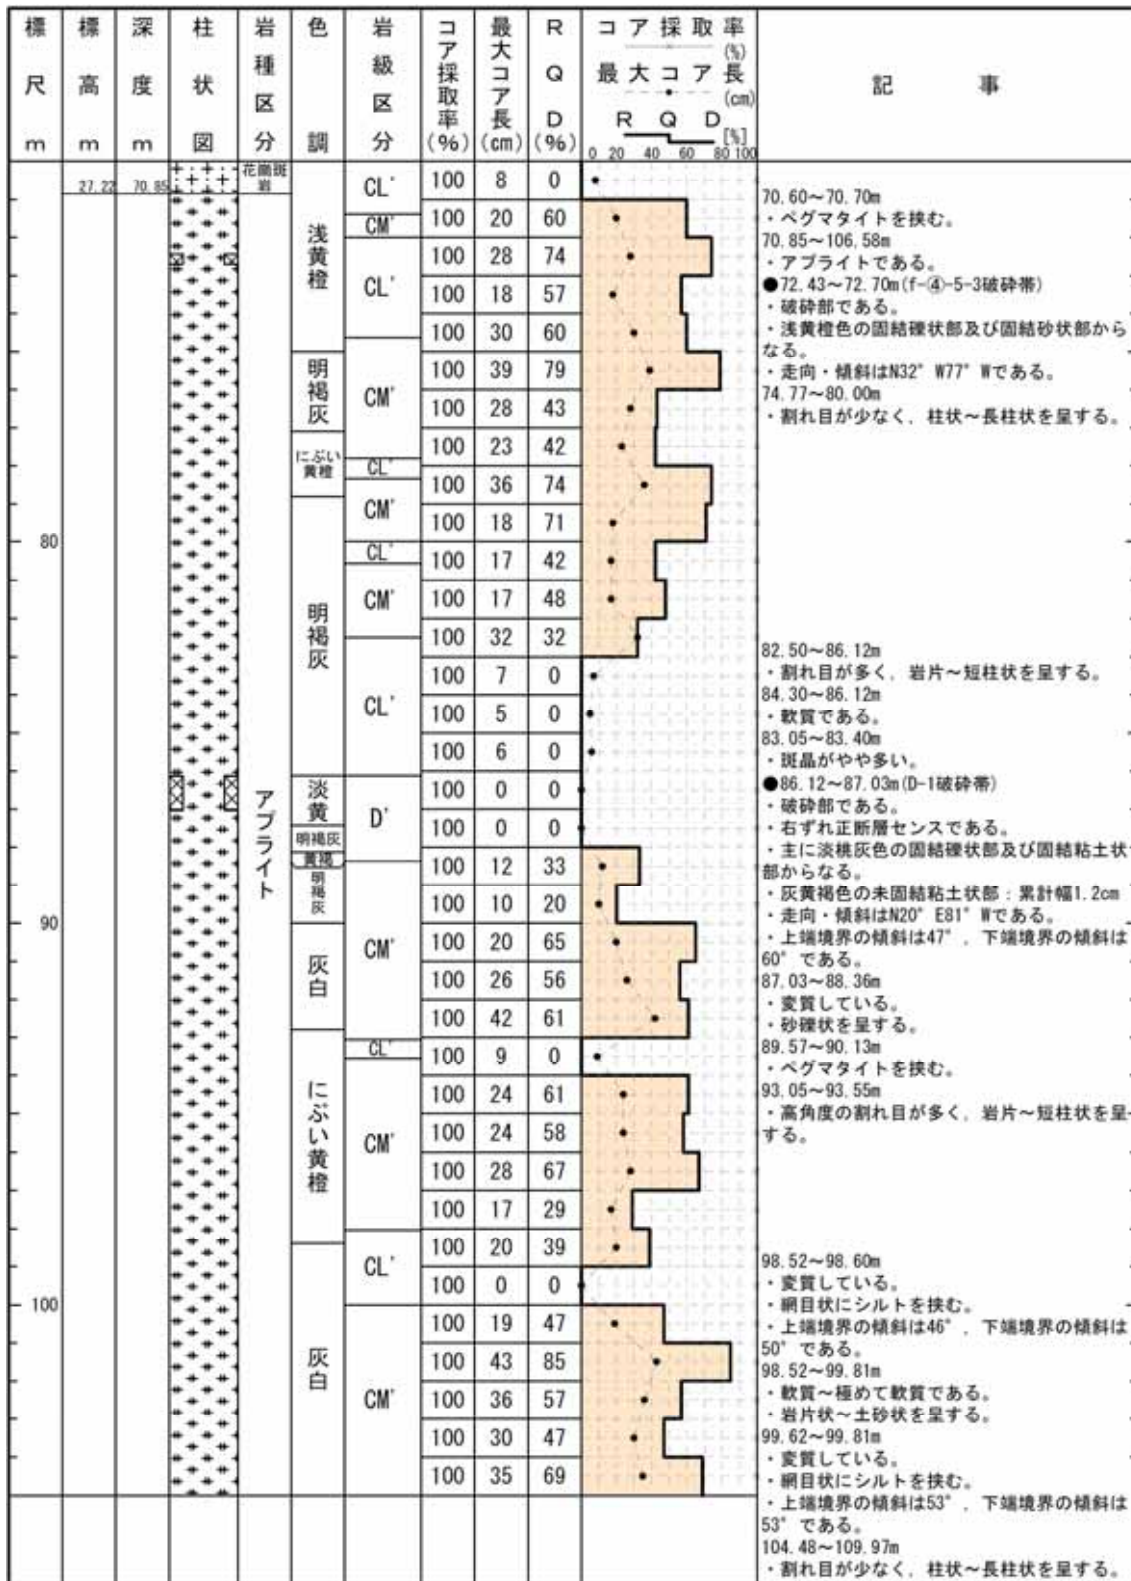 標尺m
標高m
深度m
柱状図
岩種区分
色調
岩級区分
コア採取率(%)
最大コア長(cm)
RQD(%)
コア採取率(%)
最大コア長(cm)
RQD[%]
0 20 40 60 80 100
記事
27.22 70.85
花崗斑岩
アプライト
80
90
100
浅黄橙
明褐灰
にぶい黄橙
明褐灰
淡黄
明褐灰
黄褐
明褐灰
灰白
にぶい黄橙
灰白
CL'
CM'
CL'
CM'
CL'
CM'
CL'
CM'
CL'
D'
CM'
CL'
CM'
CL'
CM'
100 8 0
100 20 60
100 28 74
100 18 57
100 30 60
100 39 79
100 28 43
100 23 42
100 36 74
100 18 71
100 17 42
100 17 48
100 32 32
100 7 0
100 5 0
100 6 0
100 0 0
100 0 0
100 12 33
100 10 20
100 20 65
100 26 56
100 42 61
100 9 0
100 24 61
100 24 58
100 28 67
100 17 29
100 20 39
100 0 0
100 19 47
100 43 85
100 36 57
100 30 47
100 35 69
70.60～70.70m
・ペグマタイトを挟む。
70.85～106.58m
・アプライトである。
●72.43～72.70m(f-④-5-3破砕帯)
・破砕部である。
・浅黄橙色の固結礫状部及び固結砂状部から
なる。
・走向・傾斜はN32°W77°Wである。
74.77～80.00m
・割れ目が少なく，柱状～長柱状を呈する。
82.50～86.12m
・割れ目が多く，岩片～短柱状を呈する。
84.30～86.12m
・軟質である。
83.05～83.40m
・斑晶がやや多い。
●86.12～87.03m(D-1破砕帯)
・破砕部である。
・右ずれ正断層センスである。
・主に淡桃灰色の固結礫状部及び固結粘土状
部からなる。
・灰黄褐色の未固結粘土状部：累計幅1.2cm
・走向・傾斜はN20°E81°Wである。
・上端境界の傾斜は47°，下端境界の傾斜は
60°である。
87.03～88.36m
・変質している。
・砂礫状を呈する。
89.57～90.13m
・ペグマタイトを挟む。
93.05～93.55m
・高角度の割れ目が多く，岩片～短柱状を呈
する。
98.52～98.60m
・変質している。
・網目状にシルトを挟む。
・上端境界の傾斜は46°，下端境界の傾斜は
50°である。
98.52～99.81m
・軟質～極めて軟質である。
・岩片状～土砂状を呈する。
99.62～99.81m
・変質している。
・網目状にシルトを挟む。
・上端境界の傾斜は53°，下端境界の傾斜は
53°である。
104.48～109.97m
・割れ目が少なく，柱状～長柱状を呈する。